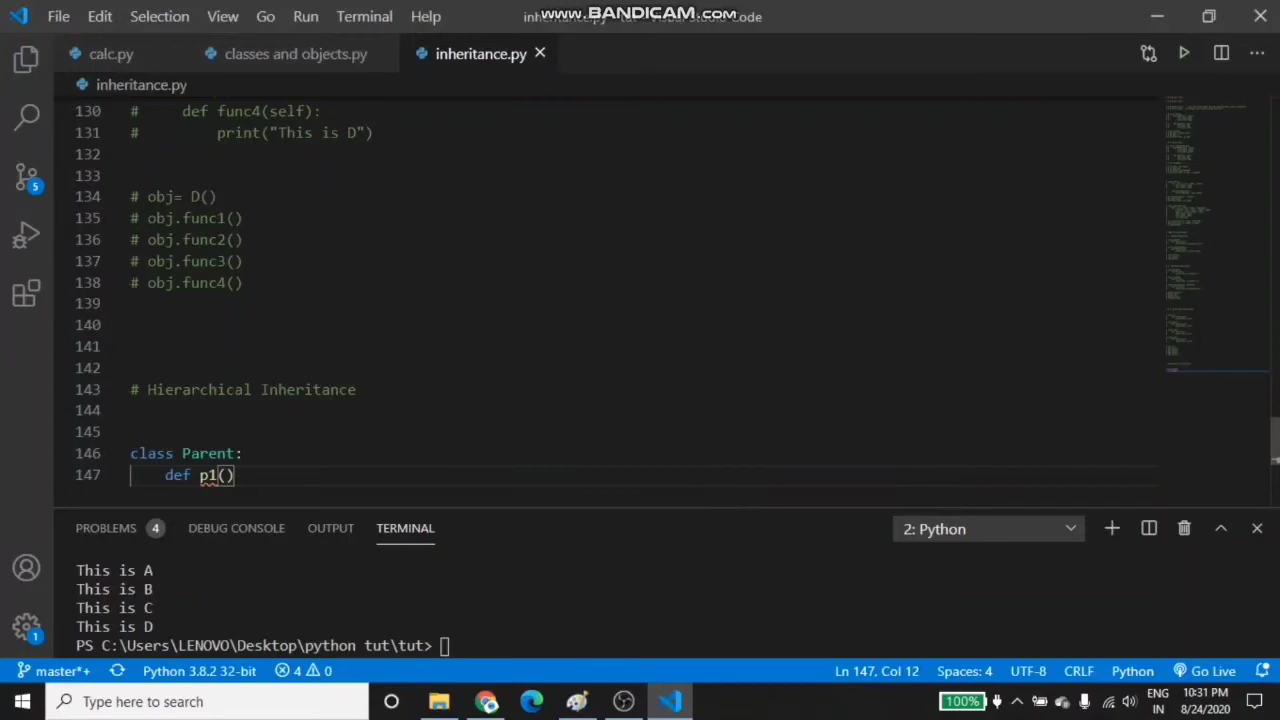 File Edit Selection View Go Run Terminal Help
www.BANDICAM.com
calc.py classes and objects.py inheritance.py
inheritance.py
130 #     def func4(self):
131 #         print("This is D")
132
133
134 # obj= D()
135 # obj.func1()
136 # obj.func2()
137 # obj.func3()
138 # obj.func4()
139
140
141
142
143 # Hierarchical Inheritance
144
145
146 class Parent:
147     def p1()
PROBLEMS 4 DEBUG CONSOLE OUTPUT TERMINAL 2: Python
This is A
This is B
This is C
This is D
PS C:\Users\LENOVO\Desktop\python tut\tut>
5
1
master*+ Python 3.8.2 32-bit 4 0 Ln 147, Col 12 Spaces: 4 UTF-8 CRLF Python Go Live
Type here to search 100% ENG 10:31 PM
IN 8/24/2020